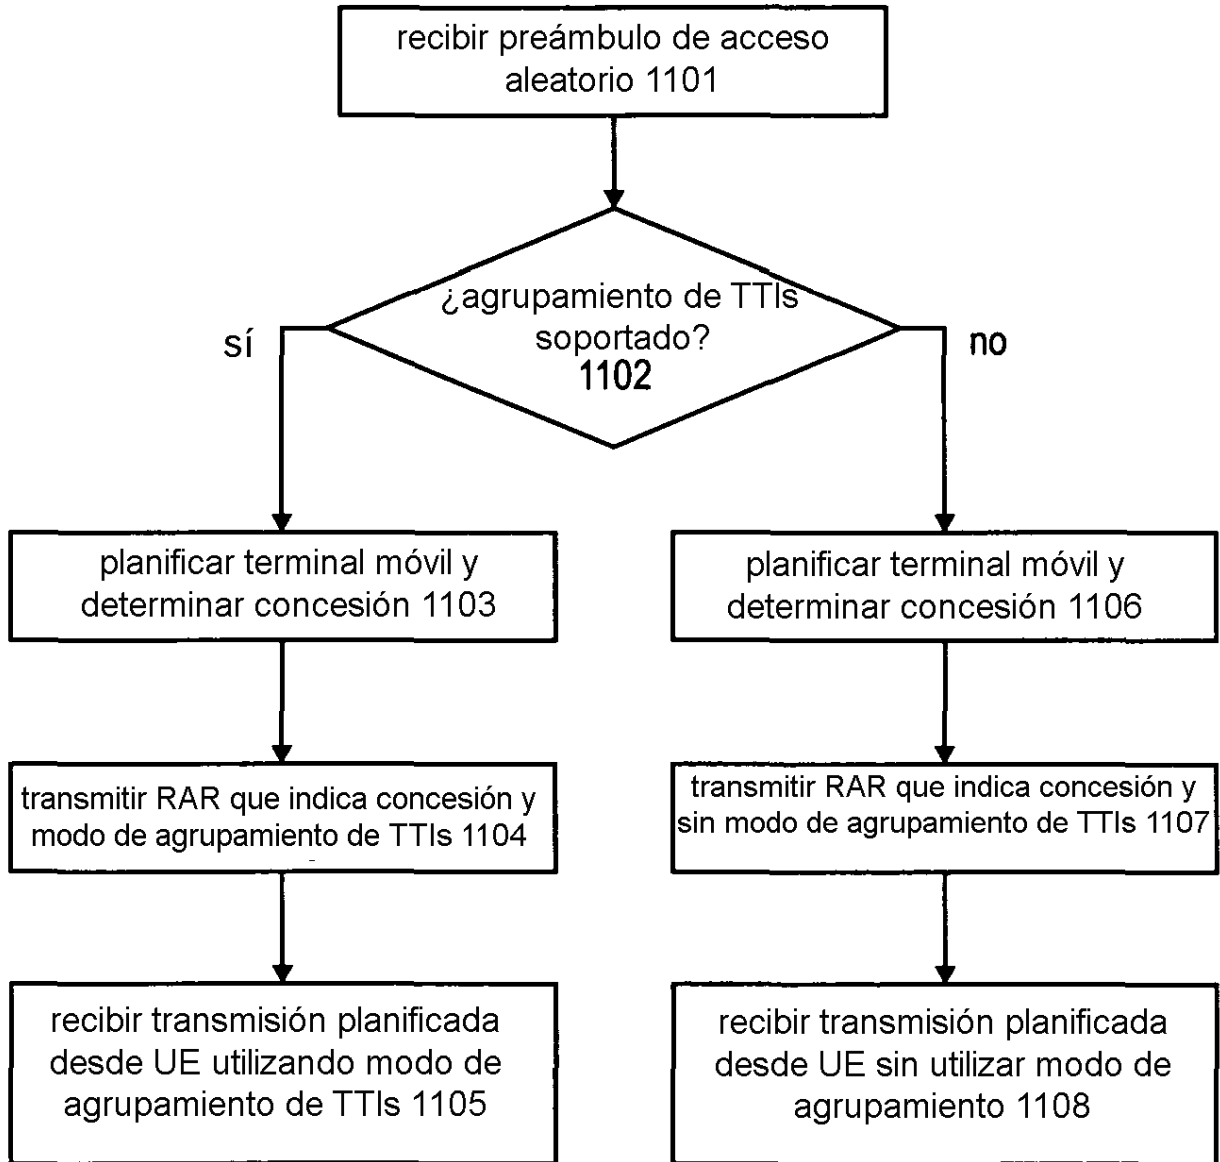 recibir preámbulo de acceso
aleatorio 1101
¿agrupamiento de TTIs
soportado?
1102
sí
no
planificar terminal móvil y
determinar concesión 1103
planificar terminal móvil y
determinar concesión 1106
transmitir RAR que indica concesión y
modo de agrupamiento de TTIs 1104
transmitir RAR que indica concesión y
sin modo de agrupamiento de TTIs 1107
recibir transmisión planificada
desde UE utilizando modo de
agrupamiento de TTIs 1105
recibir transmisión planificada
desde UE sin utilizar modo de
agrupamiento 1108